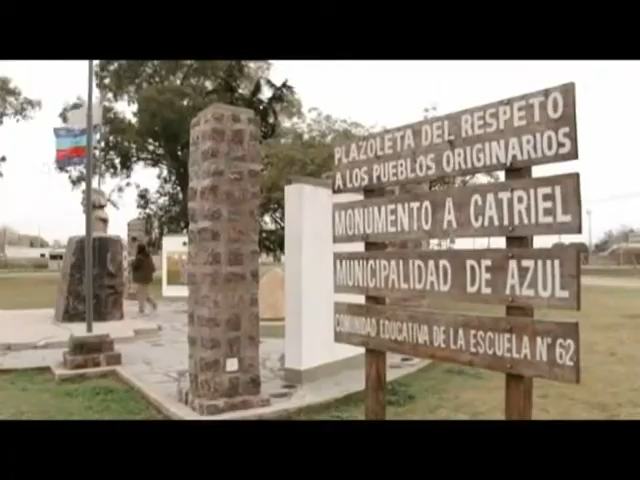 PLAZOLETA DEL RESPETO
A LOS PUEBLOS ORIGINARIOS
MONUMENTO A CATRIEL
MUNICIPALIDAD DE AZUL
COMUNIDAD EDUCATIVA DE LA ESCUELA N° 62